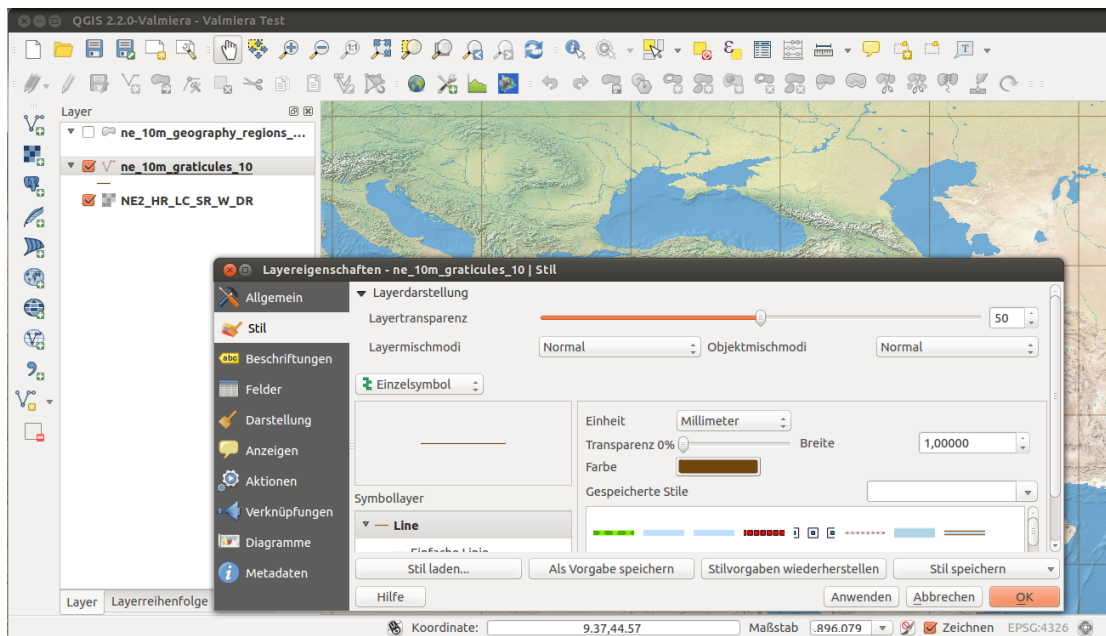 QGIS 2.2.0-Valmiera - Valmiera Test
Layer
ne_10m_geography_regions_...
ne_10m_graticules_10
NE2_HR_LC_SR_W_DR
Layer Layerreihenfolge
Layereigenschaften - ne_10m_graticules_10 | Stil
Allgemein
Stil
abc Beschriftungen
Felder
Darstellung
Anzeigen
Aktionen
Verknüpfungen
Diagramme
Metadaten
Layerdarstellung
Layertransparenz 50
Layermischmodi Normal Objektmischmodi Normal
Einzelsymbol
Einheit Millimeter
Transparenz 0% Breite 1,00000
Farbe
Gespeicherte Stile
Symbollayer
Line
Einfache Linie
Stil laden... Als Vorgabe speichern Stilvorgaben wiederherstellen Stil speichern
Hilfe Anwenden Abbrechen OK
Koordinate: 9.37,44.57 Maßstab .896.079 Zeichnen EPSG:4326